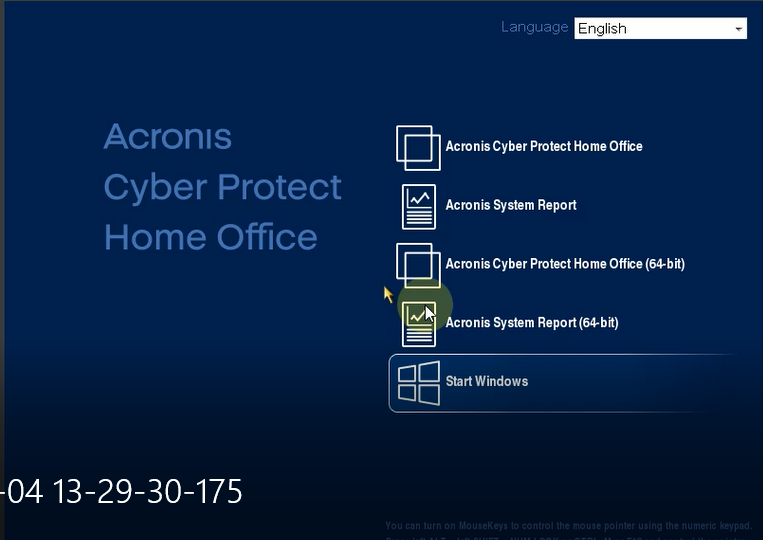 Language English
Acronis
Cyber Protect
Home Office
Acronis Cyber Protect Home Office
Acronis System Report
Acronis Cyber Protect Home Office (64-bit)
Acronis System Report (64-bit)
Start Windows
-04 13-29-30-175
You can turn on MouseKeys to control the mouse pointer using the numeric keypad.